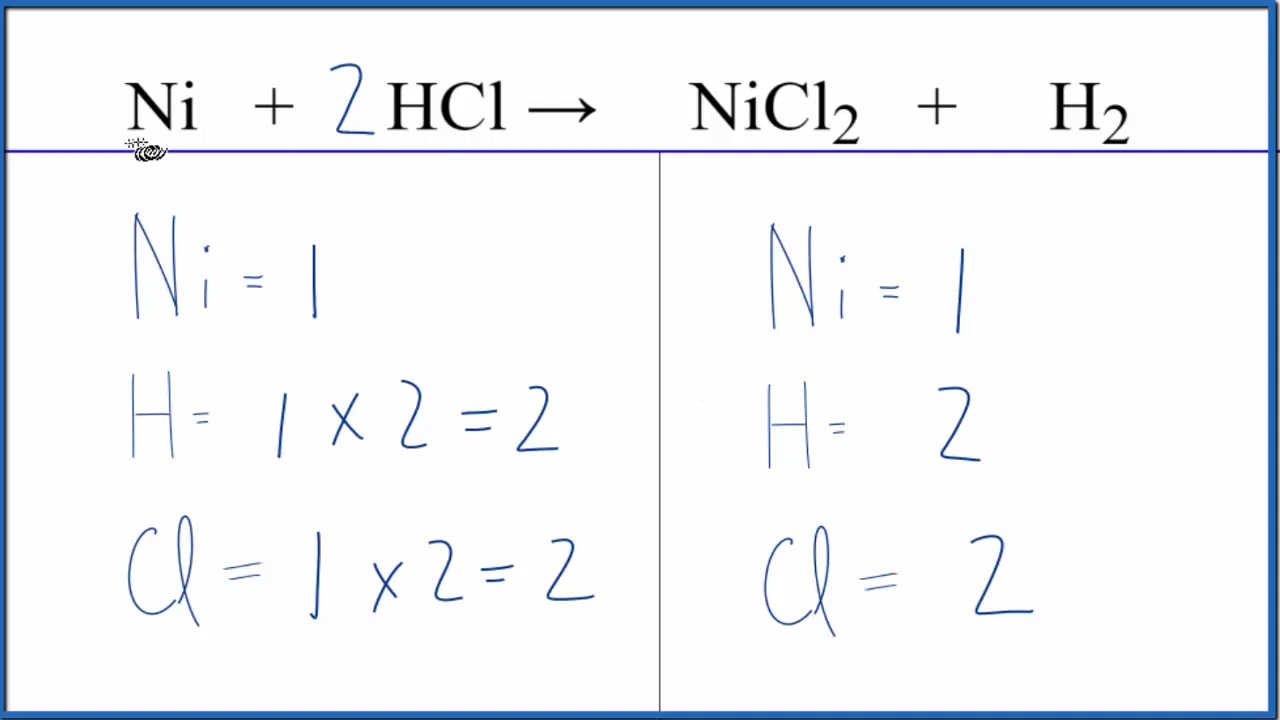 Ni + 2 HCl → NiCl₂ + H₂
Ni = 1
H = 1 x 2 = 2
Cl = 1 x 2 = 2
Ni = 1
H = 2
Cl = 2